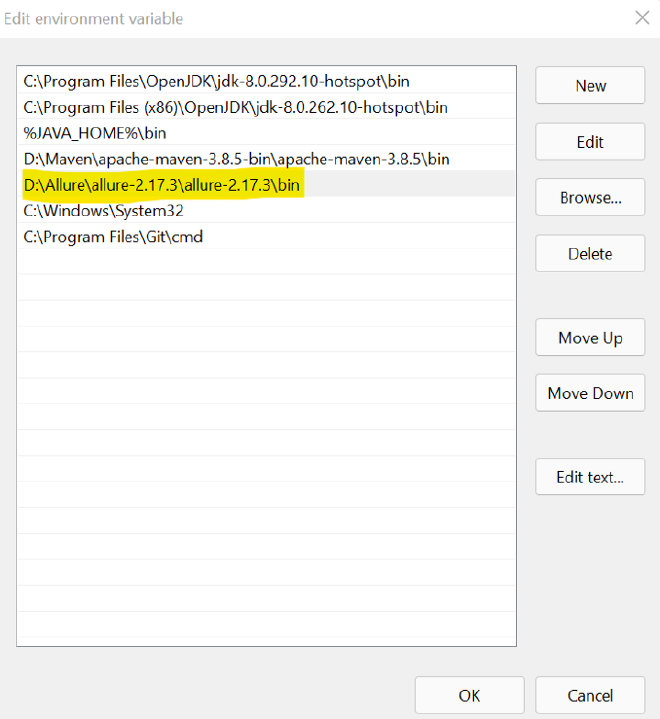 Edit environment variable
C:\Program Files\OpenJDK\jdk-8.0.292.10-hotspot\bin
C:\Program Files (x86)\OpenJDK\jdk-8.0.262.10-hotspot\bin
%JAVA_HOME%\bin
D:\Maven\apache-maven-3.8.5-bin\apache-maven-3.8.5\bin
D:\Allure\allure-2.17.3\allure-2.17.3\bin
C:\Windows\System32
C:\Program Files\Git\cmd
New
Edit
Browse...
Delete
Move Up
Move Down
Edit text...
OK
Cancel